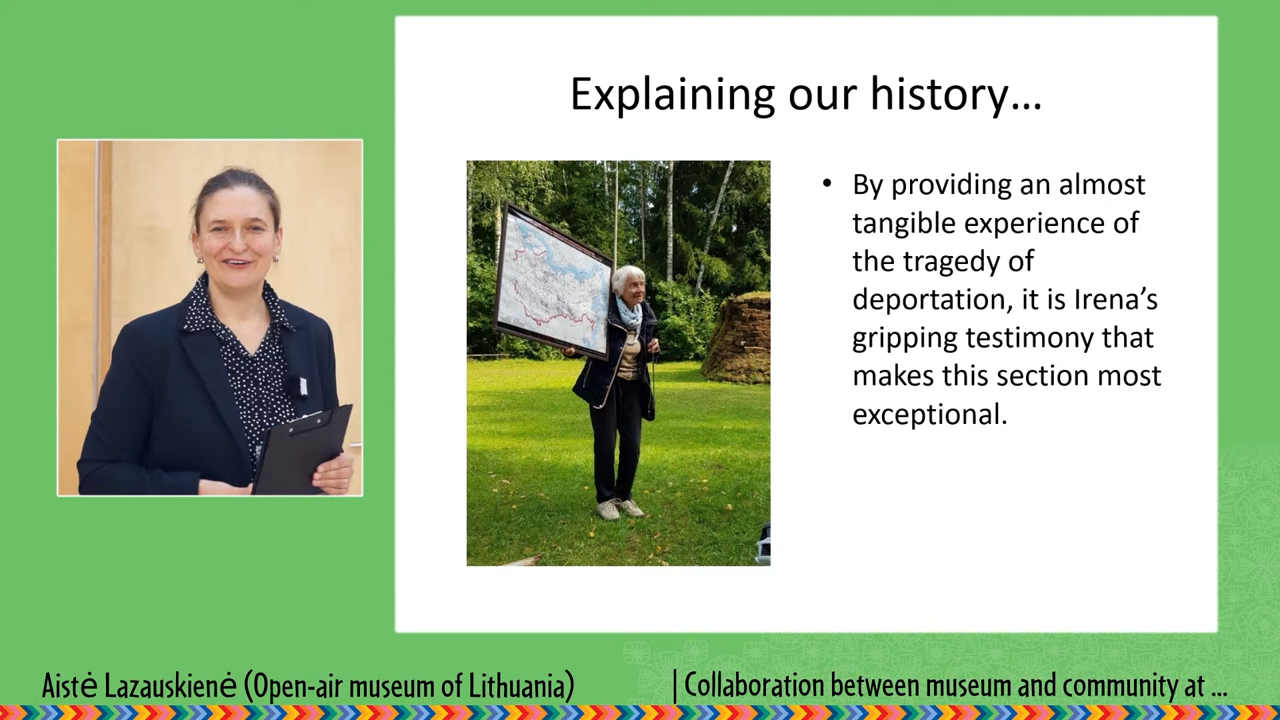 Explaining our history...
• By providing an almost
tangible experience of
the tragedy of
deportation, it is Irena’s
gripping testimony that
makes this section most
exceptional.
Aistė Lazauskienė (Open-air museum of Lithuania)
| Collaboration between museum and community at ...